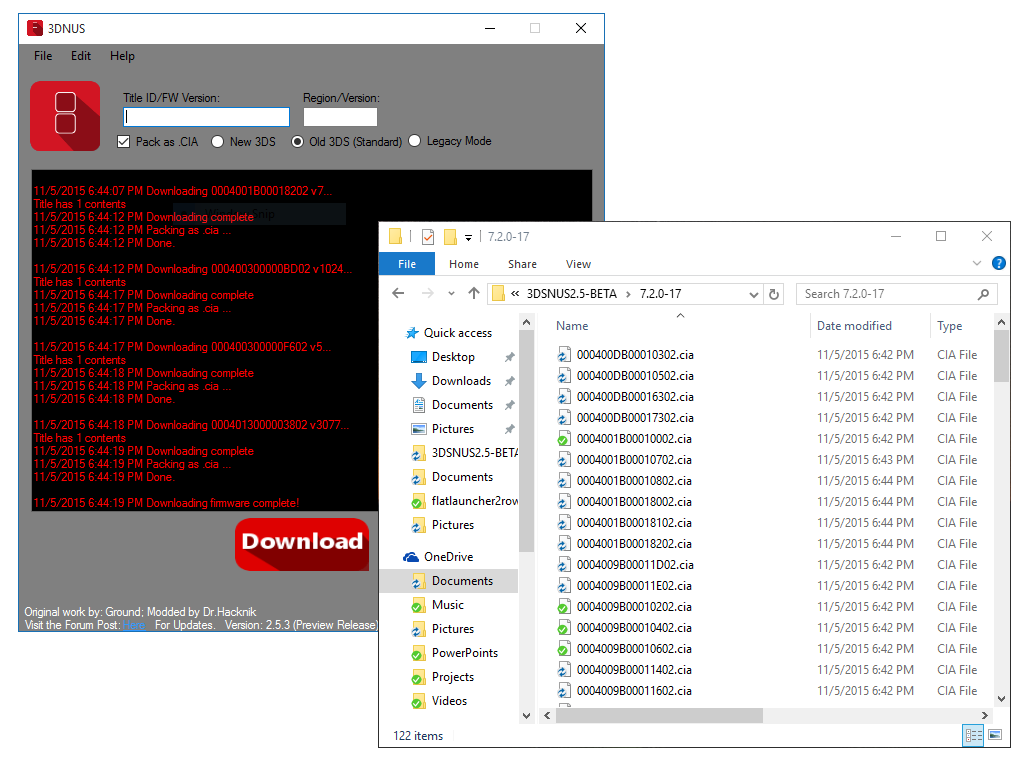 3DNUS
File Edit Help
Title ID/FW Version: Region/Version:
Pack as .CIA New 3DS Old 3DS (Standard) Legacy Mode
11/5/2015 6:44:07 PM Downloading 0004001B00018202 v7...
Title has 1 contents
11/5/2015 6:44:12 PM Downloading complete
11/5/2015 6:44:12 PM Packing as .cia ...
11/5/2015 6:44:12 PM Done.
11/5/2015 6:44:12 PM Downloading 000400300000BD02 v1024...
Title has 1 contents
11/5/2015 6:44:17 PM Downloading complete
11/5/2015 6:44:17 PM Packing as .cia ...
11/5/2015 6:44:17 PM Done.
11/5/2015 6:44:17 PM Downloading 000400300000F602 v5...
Title has 1 contents
11/5/2015 6:44:18 PM Downloading complete
11/5/2015 6:44:18 PM Packing as .cia ...
11/5/2015 6:44:18 PM Done.
11/5/2015 6:44:18 PM Downloading 0004013000003802 v3077...
Title has 1 contents
11/5/2015 6:44:19 PM Downloading complete
11/5/2015 6:44:19 PM Packing as .cia ...
11/5/2015 6:44:19 PM Done.
11/5/2015 6:44:19 PM Downloading firmware complete!
Download
Original work by: Ground; Modded by Dr.Hacknik
Visit the Forum Post: Here For Updates. Version: 2.5.3 (Preview Release)
7.2.0-17
File Home Share View
« 3DSNUS2.5-BETA › 7.2.0-17 Search 7.2.0-17
Quick access
Desktop
Downloads
Documents
Pictures
3DSNUS2.5-BETA
Documents
flatlauncher2row
Pictures
OneDrive
Documents
Music
Pictures
PowerPoints
Projects
Videos
Name Date modified Type
000400DB00010302.cia 11/5/2015 6:42 PM CIA File
000400DB00010502.cia 11/5/2015 6:42 PM CIA File
000400DB00016302.cia 11/5/2015 6:42 PM CIA File
000400DB00017302.cia 11/5/2015 6:42 PM CIA File
0004001B00010002.cia 11/5/2015 6:42 PM CIA File
0004001B00010702.cia 11/5/2015 6:43 PM CIA File
0004001B00010802.cia 11/5/2015 6:44 PM CIA File
0004001B00018002.cia 11/5/2015 6:44 PM CIA File
0004001B00018102.cia 11/5/2015 6:44 PM CIA File
0004001B00018202.cia 11/5/2015 6:44 PM CIA File
0004009B00011D02.cia 11/5/2015 6:42 PM CIA File
0004009B00011E02.cia 11/5/2015 6:42 PM CIA File
0004009B00010202.cia 11/5/2015 6:42 PM CIA File
0004009B00010402.cia 11/5/2015 6:42 PM CIA File
0004009B00010602.cia 11/5/2015 6:42 PM CIA File
0004009B00011402.cia 11/5/2015 6:42 PM CIA File
0004009B00011602.cia 11/5/2015 6:42 PM CIA File
122 items